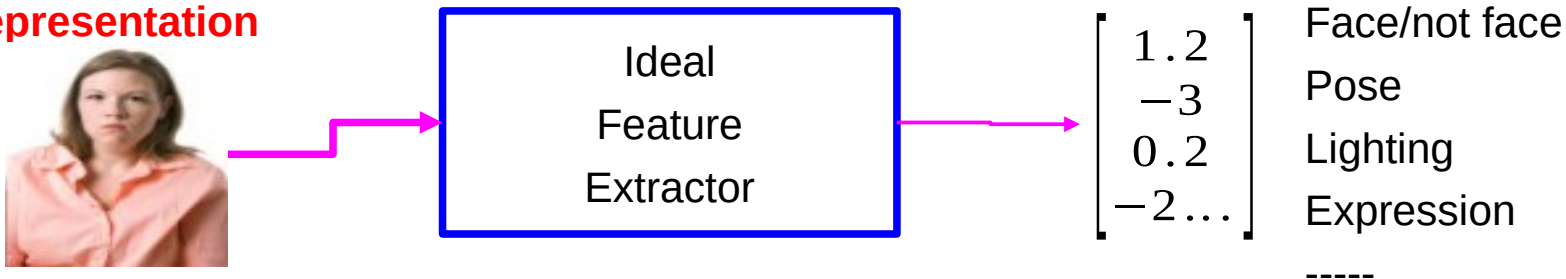 epresentation
Ideal
Feature
Extractor
1.2
−3
0.2
−2...
Face/not face
Pose
Lighting
Expression
-----